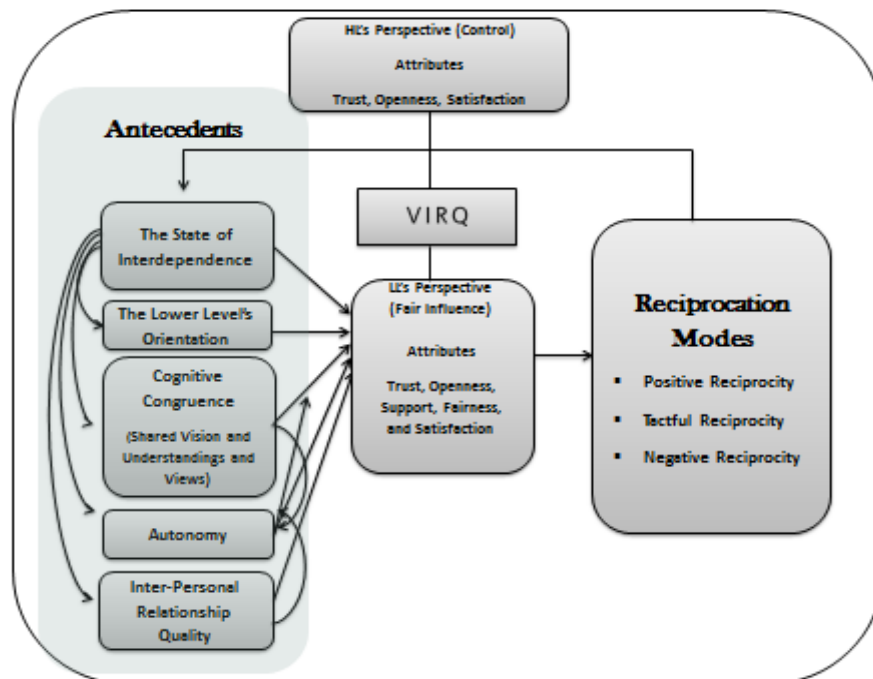 HL's Perspective (Control)
Attributes
Trust, Openness, Satisfaction
Antecedents
The State of
Interdependence
The Lower Level's
Orientation
Cognitive
Congruence
(Shared Vision and
Understandings and
Views)
Autonomy
Inter-Personal
Relationship
Quality
VIRQ
LL's Perspective
(Fair Influence)
Attributes
Trust, Openness,
Support, Fairness,
and Satisfaction
Reciprocation
Modes
▪ Positive Reciprocity
▪ Tactful Reciprocity
▪ Negative Reciprocity